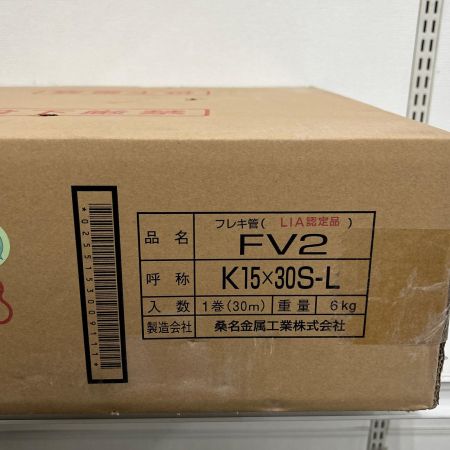 フレキ管( LIA認定品 )
品名 FV2
呼称 K15×30S-L
入数 1巻(30m) 重量 6kg
製造会社 桑名金属工業株式会社